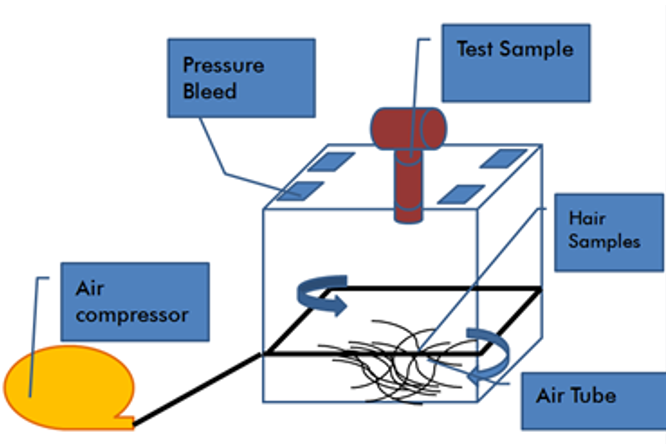 Pressure
Bleed
Test Sample
Hair
Samples
Air
compressor
Air Tube